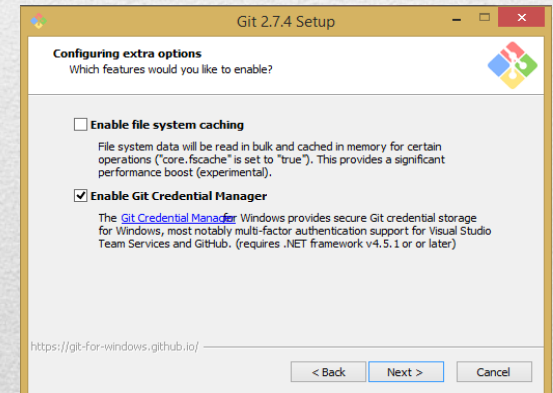 Git 2.7.4 Setup
Configuring extra options
Which features would you like to enable?
Enable file system caching
File system data will be read in bulk and cached in memory for certain
operations ("core.fscache" is set to "true"). This provides a significant
performance boost (experimental).
Enable Git Credential Manager
The Git Credential Manager for Windows provides secure Git credential storage
for Windows, most notably multi-factor authentication support for Visual Studio
Team Services and GitHub. (requires .NET framework v4.5.1 or or later)
https://git-for-windows.github.io/
< Back Next > Cancel